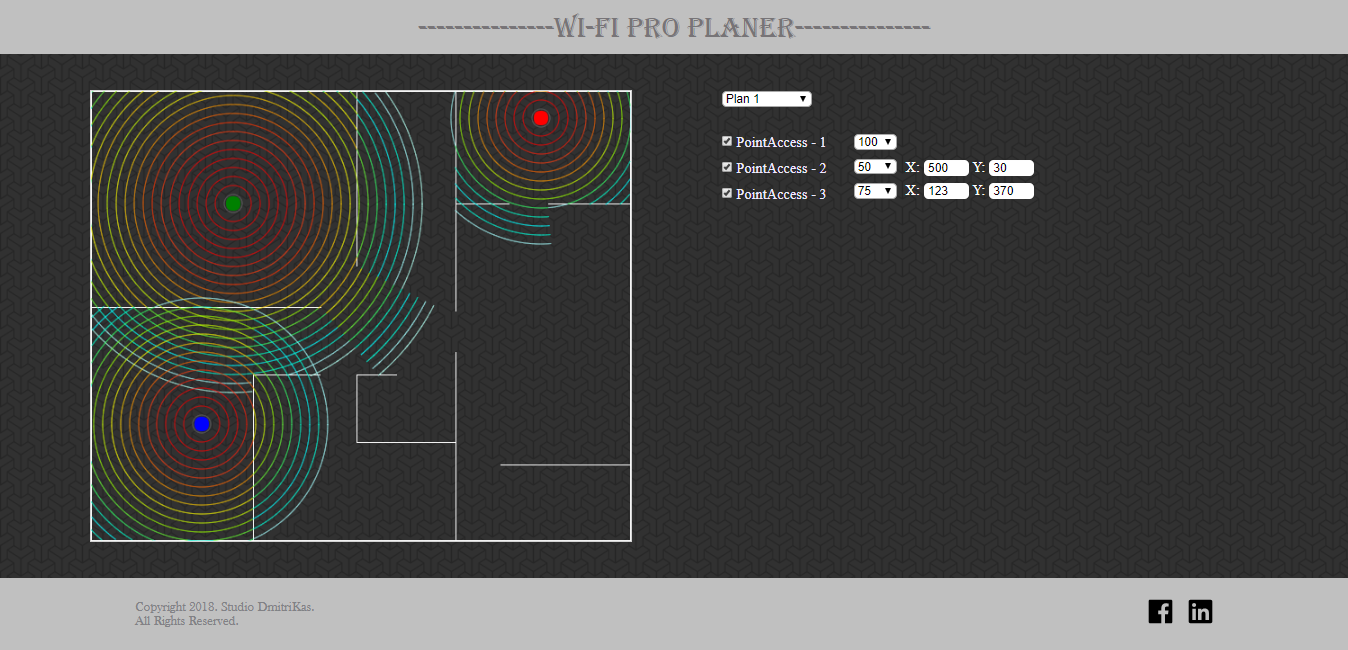 ---------------WI-FI PRO PLANER---------------
Plan 1
PointAccess - 1 100
PointAccess - 2 50 X: 500 Y: 30
PointAccess - 3 75 X: 123 Y: 370
Copyright 2018. Studio DmitriKas.
All Rights Reserved.